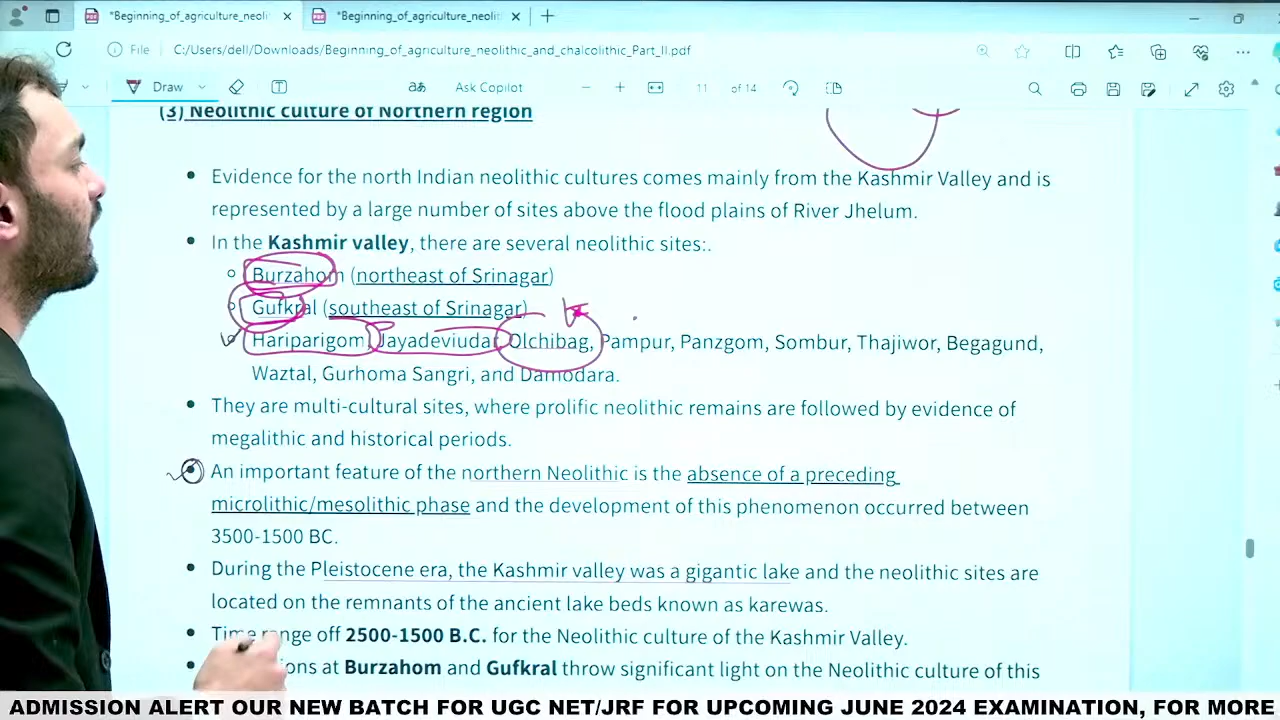 *Beginning_of_agriculture_neoli
*Beginning_of_agriculture_neolit
File C:/Users/dell/Downloads/Beginning_of_agriculture_neolithic_and_chalcolithic_Part_II.pdf
Draw aあ Ask Copilot 11 of 14
(3) Neolithic culture of Northern region
• Evidence for the north Indian neolithic cultures comes mainly from the Kashmir Valley and is
represented by a large number of sites above the flood plains of River Jhelum.
• In the Kashmir valley, there are several neolithic sites:.
Burzahom (northeast of Srinagar)
Gufkral (southeast of Srinagar)
Hariparigom, Jayadeviudar, Olchibag, Pampur, Panzgom, Sombur, Thajiwor, Begagund,
Waztal, Gurhoma Sangri, and Damodara.
• They are multi-cultural sites, where prolific neolithic remains are followed by evidence of
megalithic and historical periods.
An important feature of the northern Neolithic is the absence of a preceding
microlithic/mesolithic phase and the development of this phenomenon occurred between
3500-1500 BC.
• During the Pleistocene era, the Kashmir valley was a gigantic lake and the neolithic sites are
located on the remnants of the ancient lake beds known as karewas.
• Time range off 2500-1500 B.C. for the Neolithic culture of the Kashmir Valley.
• at Burzahom and Gufkral throw significant light on the Neolithic culture of this
ADMISSION ALERT OUR NEW BATCH FOR UGC NET/JRF FOR UPCOMING JUNE 2024 EXAMINATION, FOR MORE